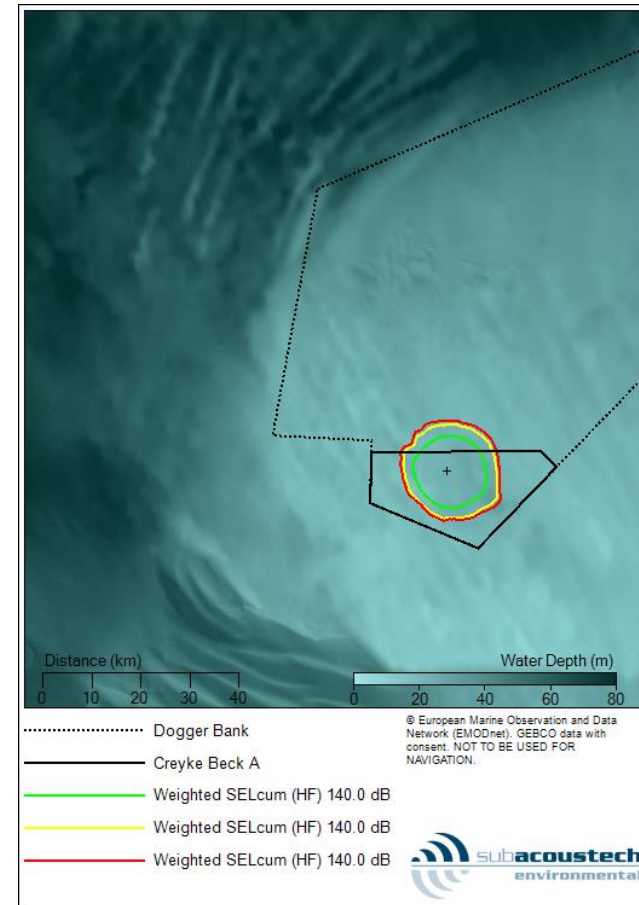 Distance (km)
0 10 20 30 40
Water Depth (m)
0 20 40 60 80
Dogger Bank
Creyke Beck A
Weighted SELcum (HF) 140.0 dB
Weighted SELcum (HF) 140.0 dB
Weighted SELcum (HF) 140.0 dB
© European Marine Observation and Data
Network (EMODnet). GEBCO data with
consent. NOT TO BE USED FOR
NAVIGATION.
subacoustech
environmental